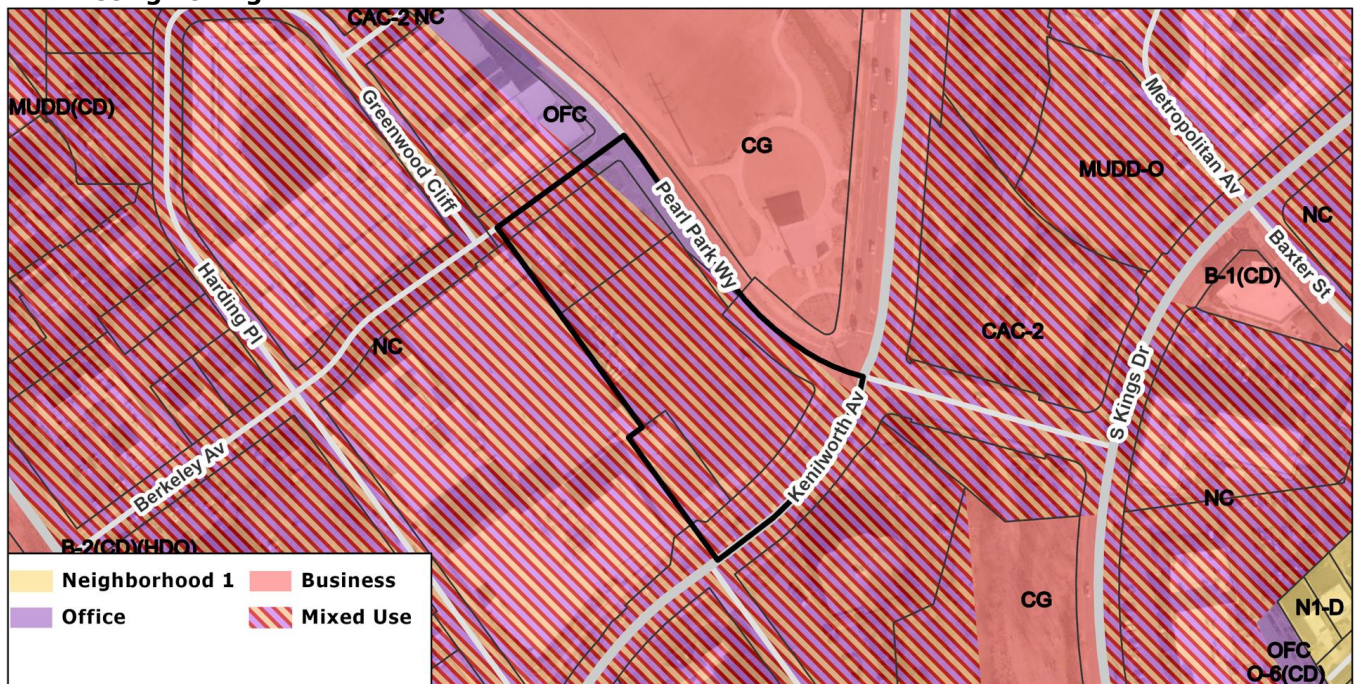 CAC-2 NC
MUDD(CD)
Greenwood Cliff
OFC
CG
Pearl Park Wy
Metropolitan Av
MUDD-O
NC
Baxter St
B-1(CD)
Harding Pl
NC
CAC-2
S Kings Dr
Kenilworth Av
Berkeley Av
NC
B-2(CD)(HDO)
CG
N1-D
OFC
O-6(CD)
Neighborhood 1
Business
Office
Mixed Use